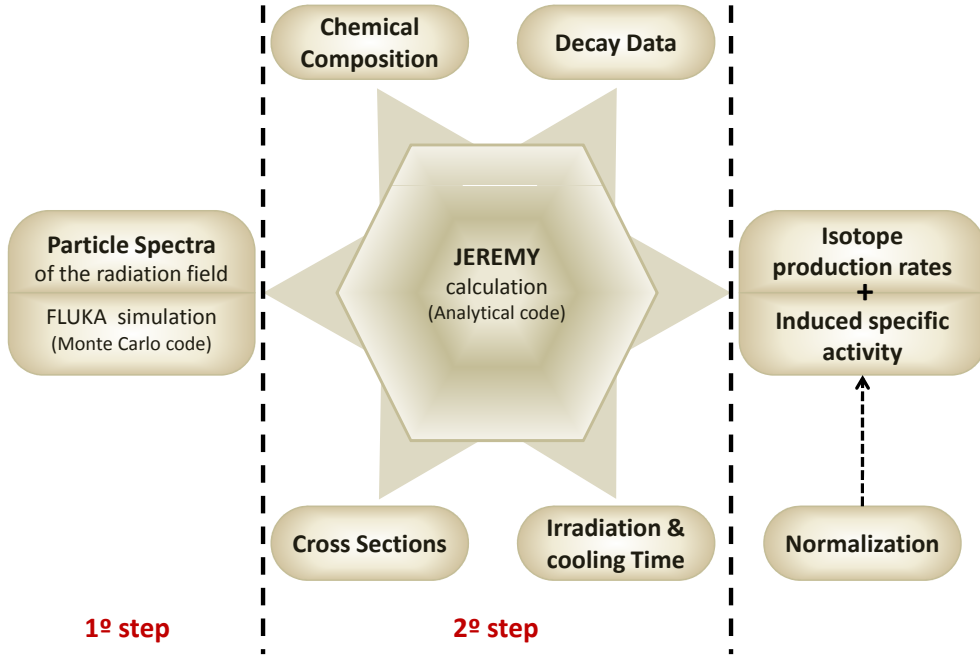 Chemical
Composition
Decay Data
Particle Spectra
of the radiation field
FLUKA simulation
(Monte Carlo code)
JEREMY
calculation
(Analytical code)
Isotope
production rates
+
Induced specific
activity
Cross Sections
Irradiation &
cooling Time
Normalization
1º step
2º step